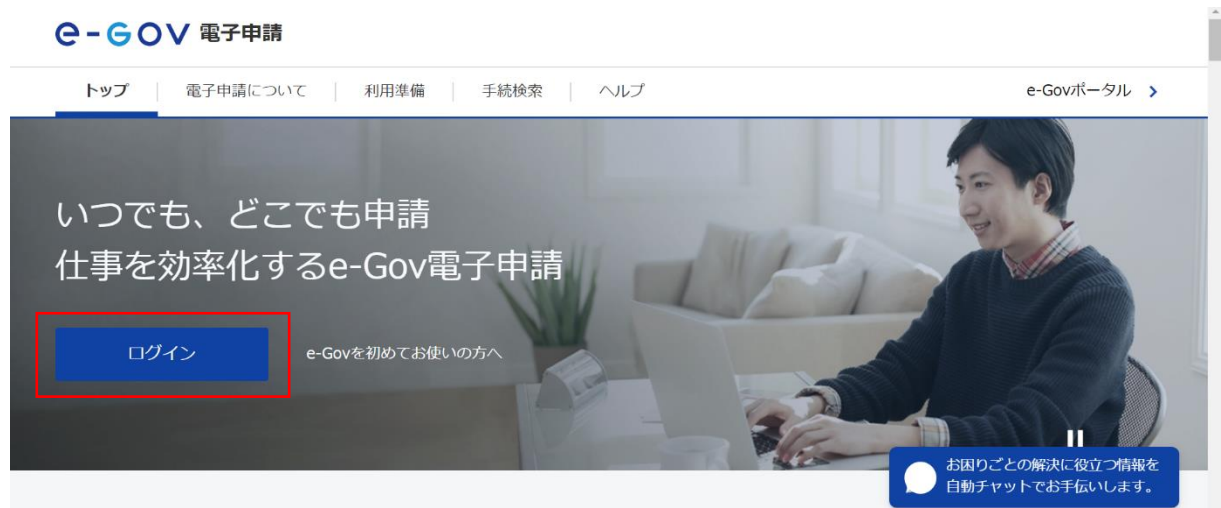 e-GOV 電子申請
トップ
電子申請について
利用準備
手続検索
ヘルプ
e-Govポータル
いつでも、どこでも申請
仕事を効率化するe-Gov電子申請
ログイン
e-Govを初めてお使いの方へ
お困りごとの解決に役立つ情報を
自動チャットでお手伝いします。